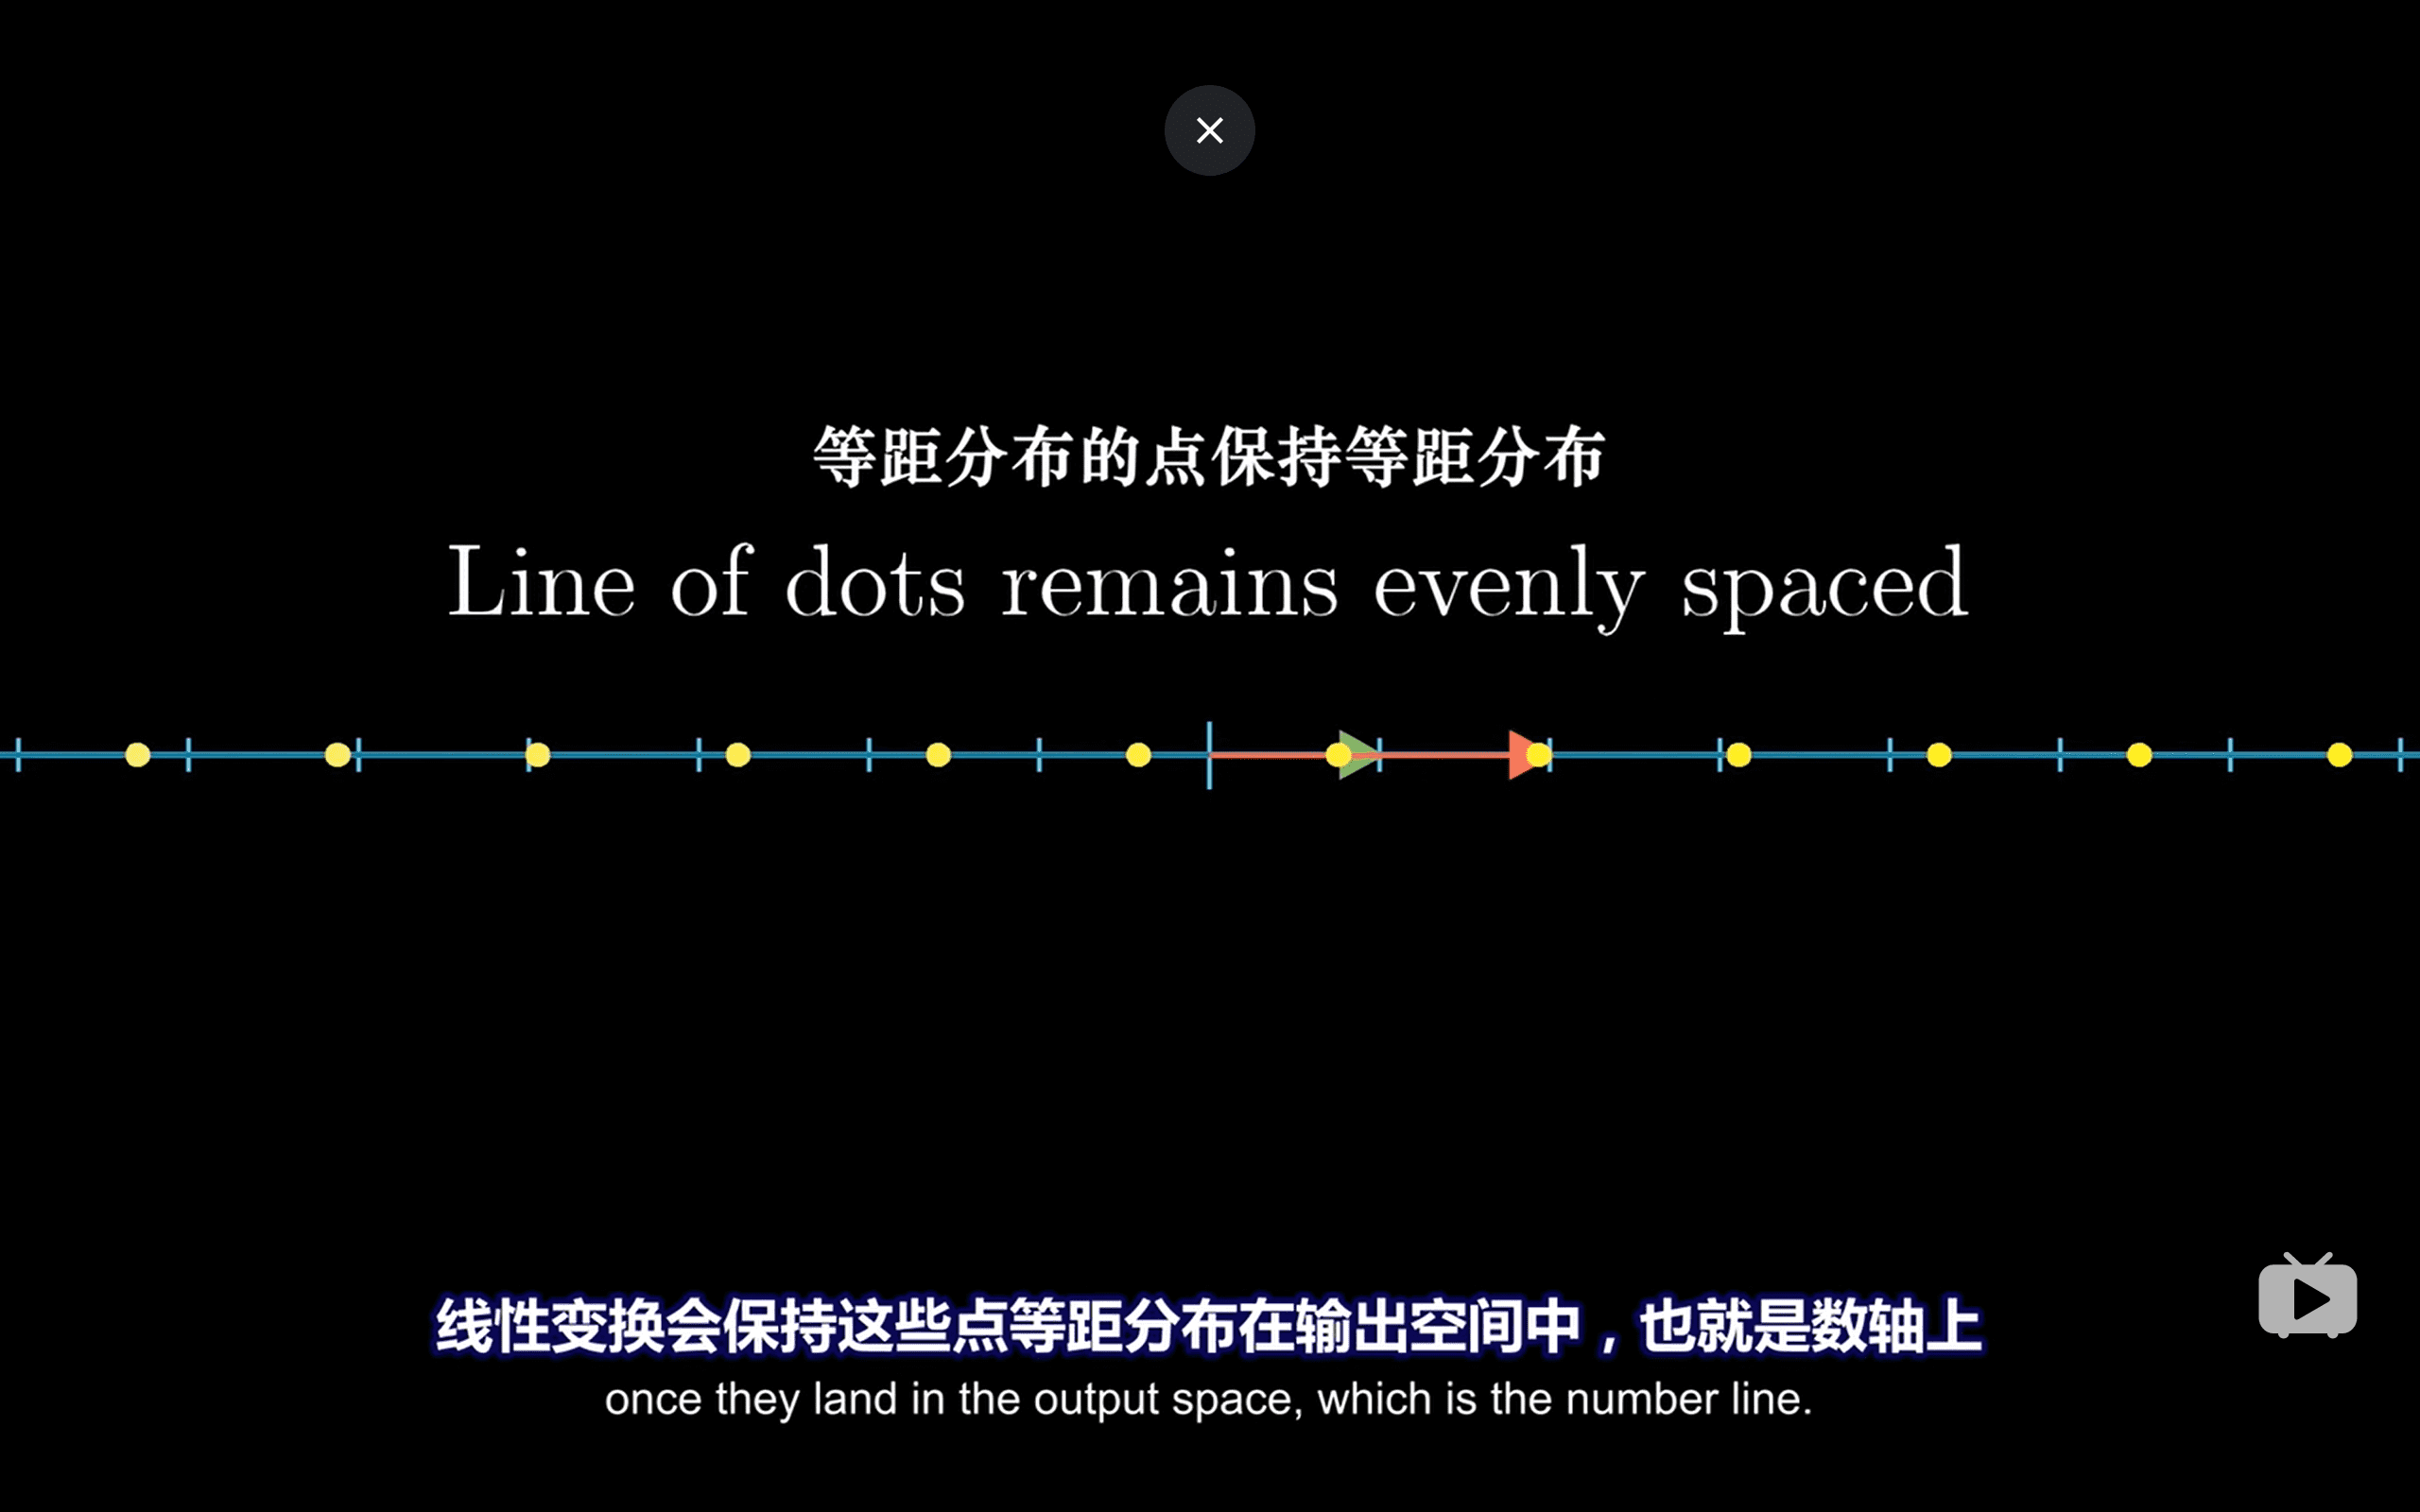 等距分布的点保持等距分布
Line of dots remains evenly spaced
线性变换会保持这些点等距分布在输出空间中，也就是数轴上
once they land in the output space, which is the number line.